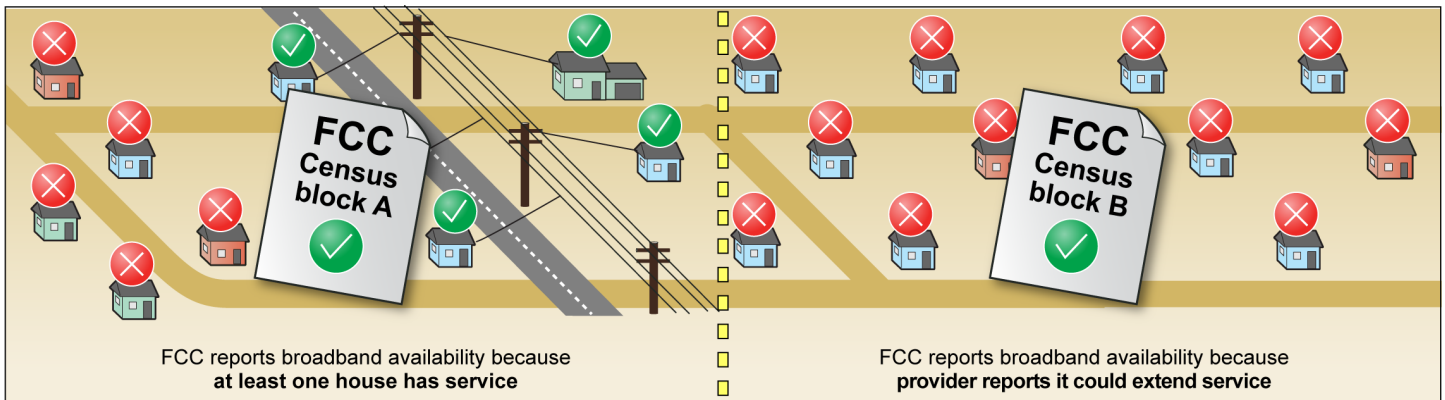 FCC
Census
block A
FCC
Census
block B
FCC reports broadband availability because
at least one house has service
FCC reports broadband availability because
provider reports it could extend service